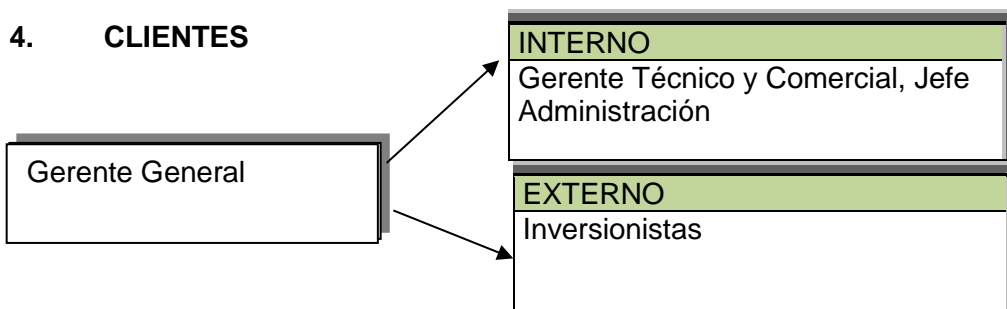 4. CLIENTES
Gerente General
INTERNO
Gerente Técnico y Comercial, Jefe
Administración
EXTERNO
Inversionistas